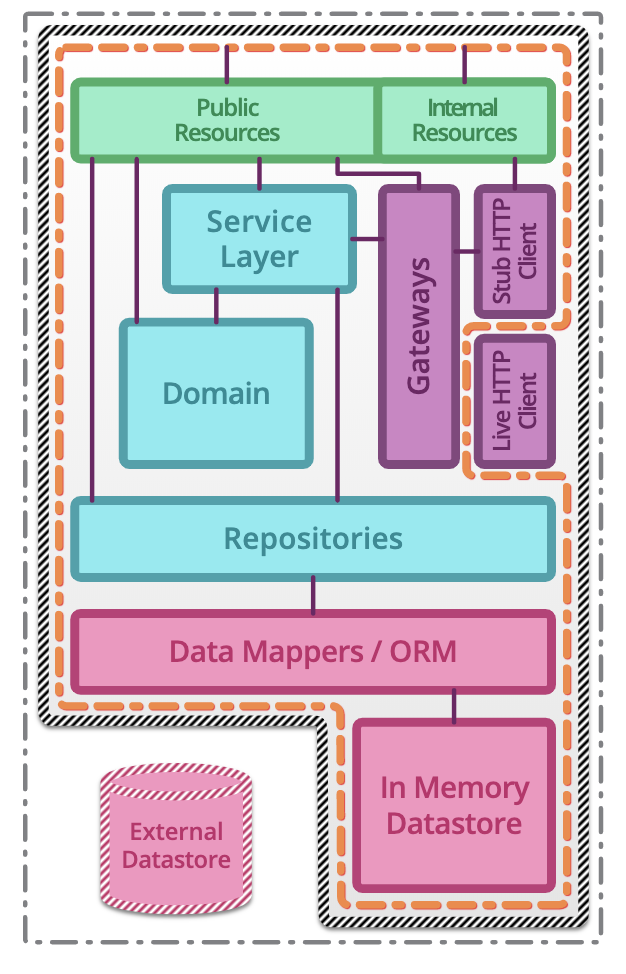 Public
Resources
Internal
Resources
Service
Layer
Gateways
Stub HTTP
Client
Live HTTP
Client
Domain
Repositories
Data Mappers / ORM
In Memory
Datastore
External
Datastore